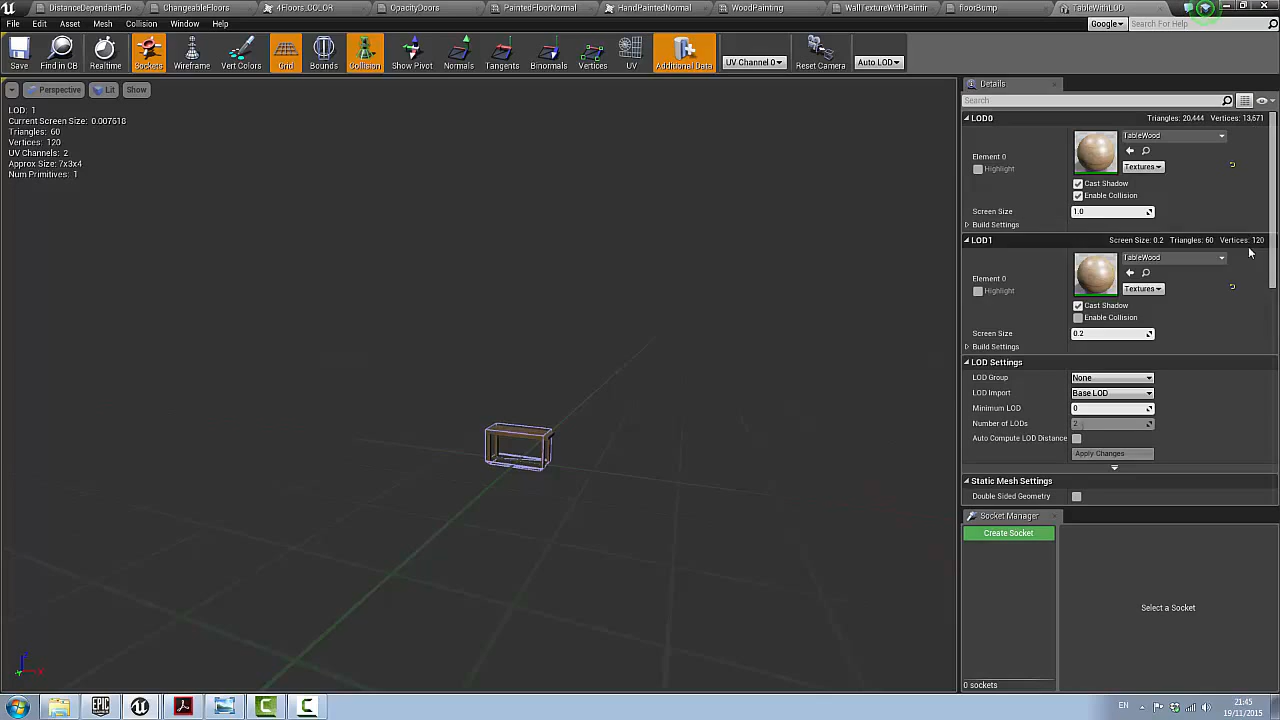 DistanceDependantFlo
ChangeableFloors
4Floors_COLOR
OpacityDoors
PaintedFloorNormal
HandPaintedNormal
WoodPainting
WallTextureWithPaintin
floorBump
TableWithLOD
File Edit Asset Mesh Collision Window Help
Google
Search For Help
Save
Find in CB
Realtime
Sockets
Wireframe
Vert Colors
Grid
Bounds
Collision
Show Pivot
Normals
Tangents
Binormals
Vertices
UV
Additional Data
UV Channel 0
Reset Camera
Auto LOD
Perspective
Lit
Show
LOD: 1
Current Screen Size: 0.007618
Triangles: 60
Vertices: 120
UV Channels: 2
Approx Size: 7x3x4
Num Primitives: 1
Details
Search
LOD0 Triangles: 20,444 Vertices: 13,671
TableWood
Element 0
Highlight
Textures
Cast Shadow
Enable Collision
Screen Size 1.0
Build Settings
LOD1 Screen Size: 0.2 Triangles: 60 Vertices: 120
TableWood
Element 0
Highlight
Textures
Cast Shadow
Enable Collision
Screen Size 0.2
Build Settings
LOD Settings
LOD Group None
LOD Import Base LOD
Minimum LOD 0
Number of LODs 2
Auto Compute LOD Distance
Apply Changes
Static Mesh Settings
Double Sided Geometry
Socket Manager
Create Socket
Select a Socket
0 sockets
EPIC
GAMES
EN
21:45
19/11/2015